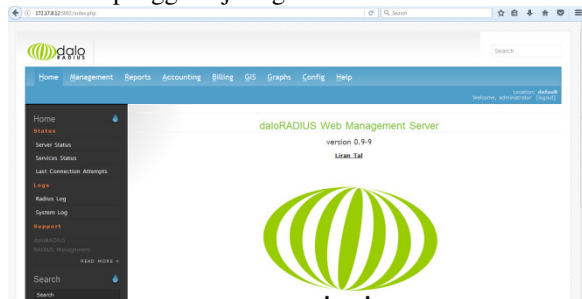 172.17.8.12:5002/index.php
Search
dalo
RADIUS
Search
Home Management Reports Accounting Billing GIS Graphs Config Help
Location: default
Welcome, administrator [logout]
Home
Status
Server Status
Services Status
Last Connection Attempts
Logs
Radius Log
System Log
Support
daloRADIUS
RADIUS Management
READ MORE »
Search
Search
daloRADIUS Web Management Server
version 0.9-9
Liran Tal